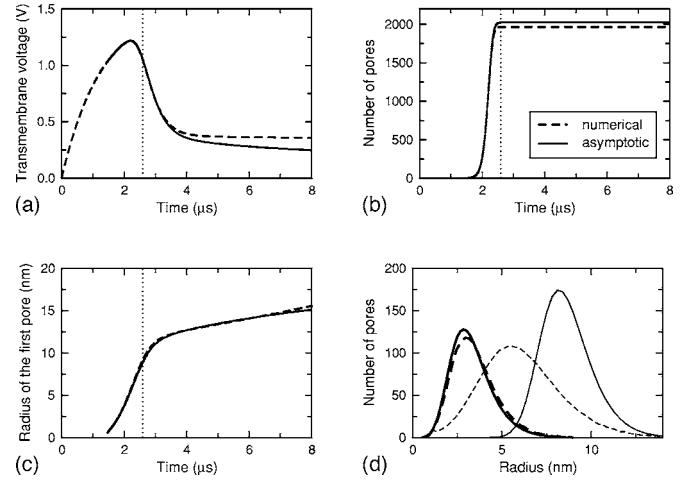 1.5
1.0
0.5
0.0
Transmembrane voltage (V)
0 2 4 6 8
Time (μs)
(a)
2000
1500
1000
500
0
Number of pores
numerical
asymptotic
0 2 4 6 8
Time (μs)
(b)
20
15
10
5
0
Radius of the first pore (nm)
0 2 4 6 8
Time (μs)
(c)
200
150
100
50
0
Number of pores
0 5 10
Radius (nm)
(d)